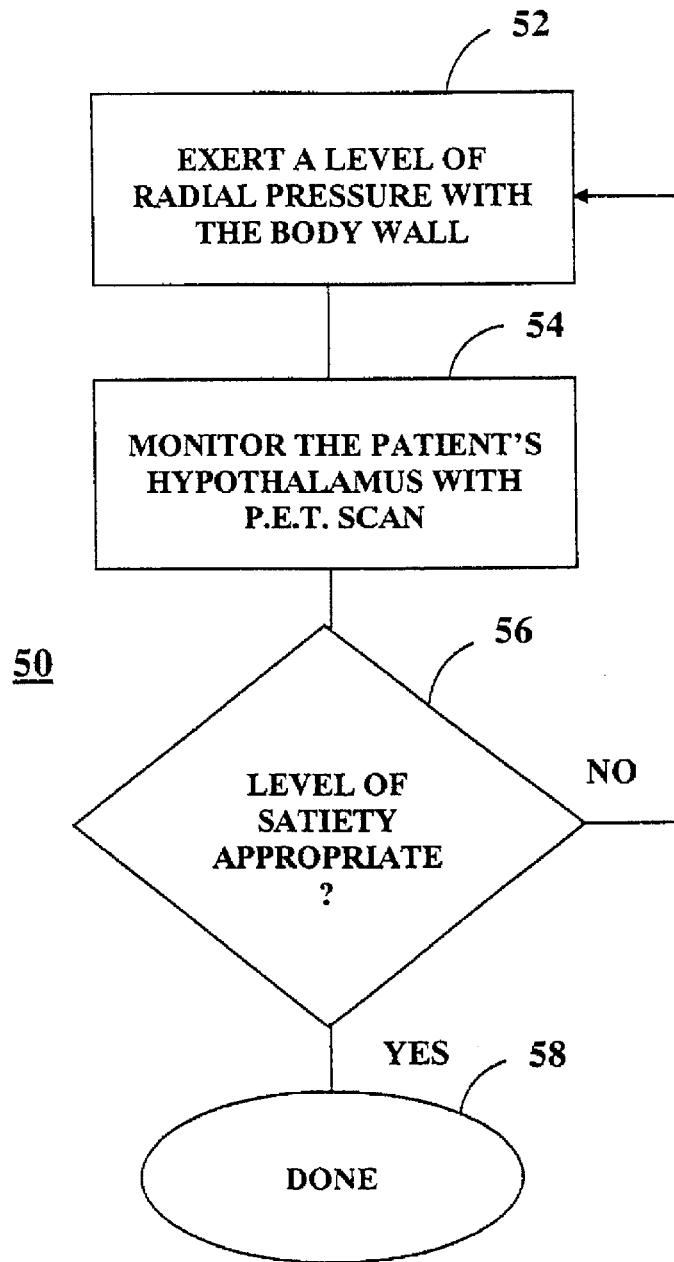 52
EXERT A LEVEL OF
RADIAL PRESSURE WITH
THE BODY WALL
54
MONITOR THE PATIENT'S
HYPOTHALAMUS WITH
P.E.T. SCAN
50
56
LEVEL OF
SATIETY
APPROPRIATE
?
NO
YES
58
DONE